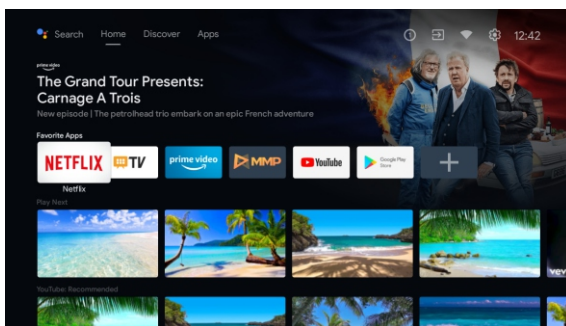 Search Home Discover Apps 12:42
prime video
The Grand Tour Presents:
Carnage A Trois
New episode | The petrolhead trio embark on an epic French adventure
Favorite Apps
NETFLIX TV prime video MMP YouTube Google Play Store
Netflix
Play Next
vev
YouTube: Recommended